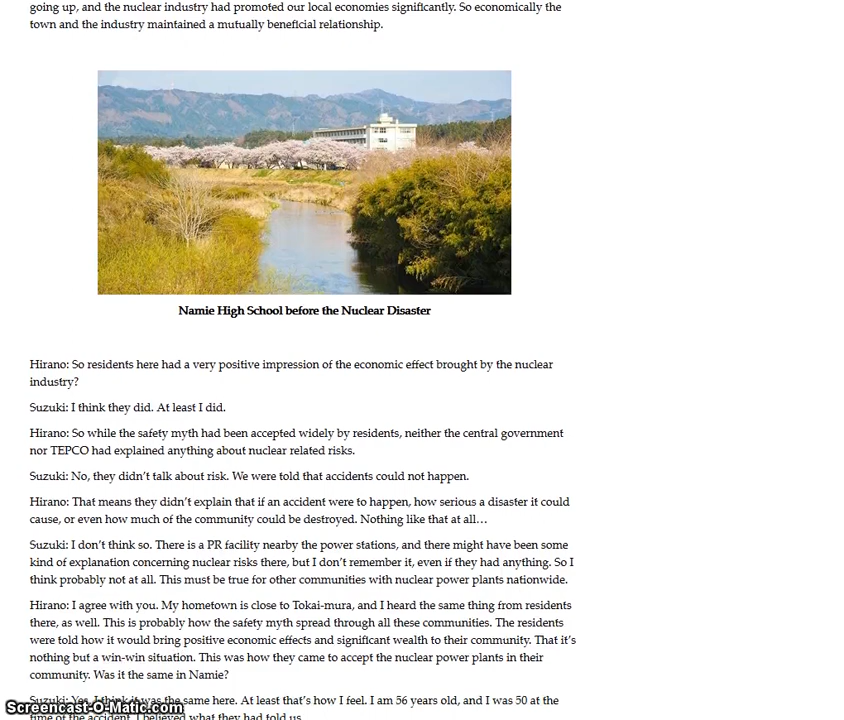 going up, and the nuclear industry had promoted our local economies significantly. So economically the
town and the industry maintained a mutually beneficial relationship.
Namie High School before the Nuclear Disaster
Hirano: So residents here had a very positive impression of the economic effect brought by the nuclear
industry?
Suzuki: I think they did. At least I did.
Hirano: So while the safety myth had been accepted widely by residents, neither the central government
nor TEPCO had explained anything about nuclear related risks.
Suzuki: No, they didn't talk about risk. We were told that accidents could not happen.
Hirano: That means they didn't explain that if an accident were to happen, how serious a disaster it could
cause, or even how much of the community could be destroyed. Nothing like that at all…
Suzuki: I don't think so. There is a PR facility nearby the power stations, and there might have been some
kind of explanation concerning nuclear risks there, but I don't remember it, even if they had anything. So I
think probably not at all. This must be true for other communities with nuclear power plants nationwide.
Hirano: I agree with you. My hometown is close to Tokai-mura, and I heard the same thing from residents
there, as well. This is probably how the safety myth spread through all these communities. The residents
were told how it would bring positive economic effects and significant wealth to their community. That it's
nothing but a win-win situation. This was how they came to accept the nuclear power plants in their
community. Was it the same in Namie?
Suzuki: Yes, I think it was the same here. At least that's how I feel. I am 56 years old, and I was 50 at the
time of the accident. I believed what they had told us.
Screencast-O-Matic.com